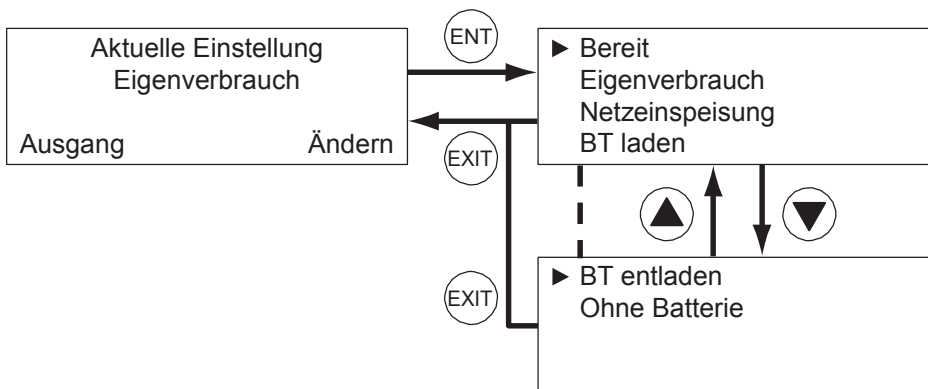 Aktuelle Einstellung
Eigenverbrauch
Ausgang Ändern
ENT
EXIT
► Bereit
Eigenverbrauch
Netzeinspeisung
BT laden
▲ ▼
EXIT
► BT entladen
Ohne Batterie